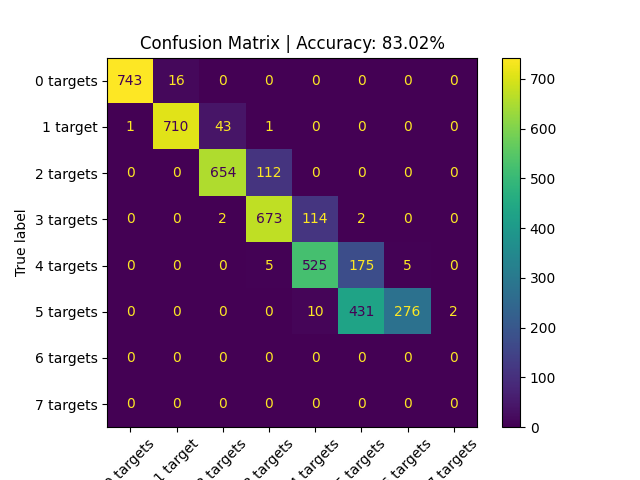 Confusion Matrix | Accuracy: 83.02%
0 targets 743 16 0 0 0 0 0 0
1 target 1 710 43 1 0 0 0 0
2 targets 0 0 654 112 0 0 0 0
3 targets 0 0 2 673 114 2 0 0
4 targets 0 0 0 5 525 175 5 0
5 targets 0 0 0 0 10 431 276 2
6 targets 0 0 0 0 0 0 0 0
7 targets 0 0 0 0 0 0 0 0
True label
targets 1 target targets targets targets targets targets targets
700
600
500
400
300
200
100
0